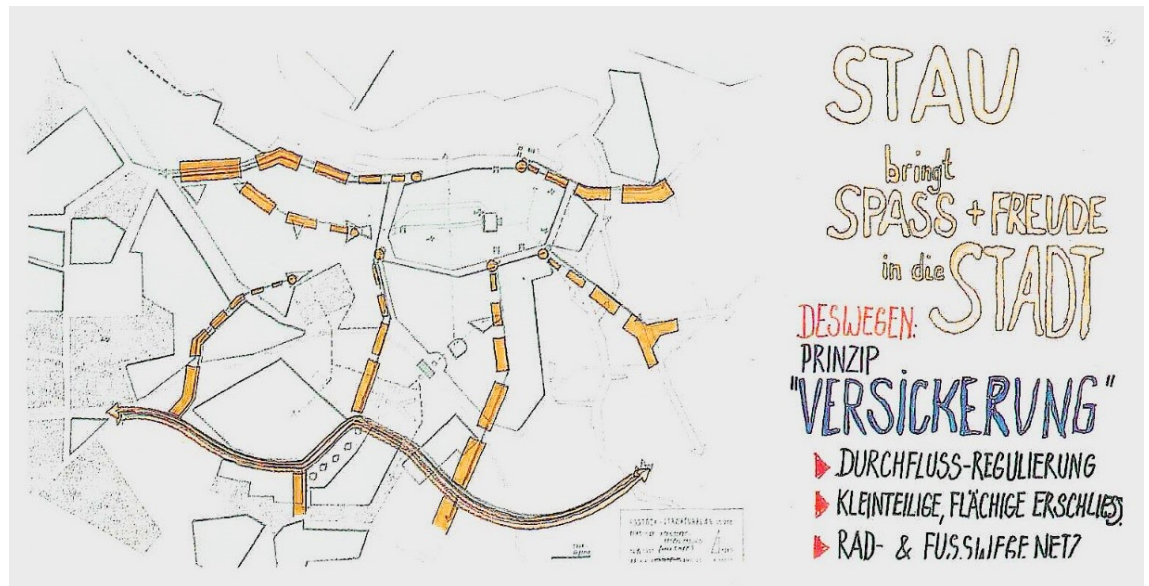 STAU
bringt
SPASS + FREUDE
in die STADT
DESWEGEN:
PRINZIP
"VERSICKERUNG"
DURCHFLUSS-REGULIERUNG
KLEINTEILIGE, FLÄCHIGE ERSCHLIESS.
RAD- & FUSSWEGE NETZ